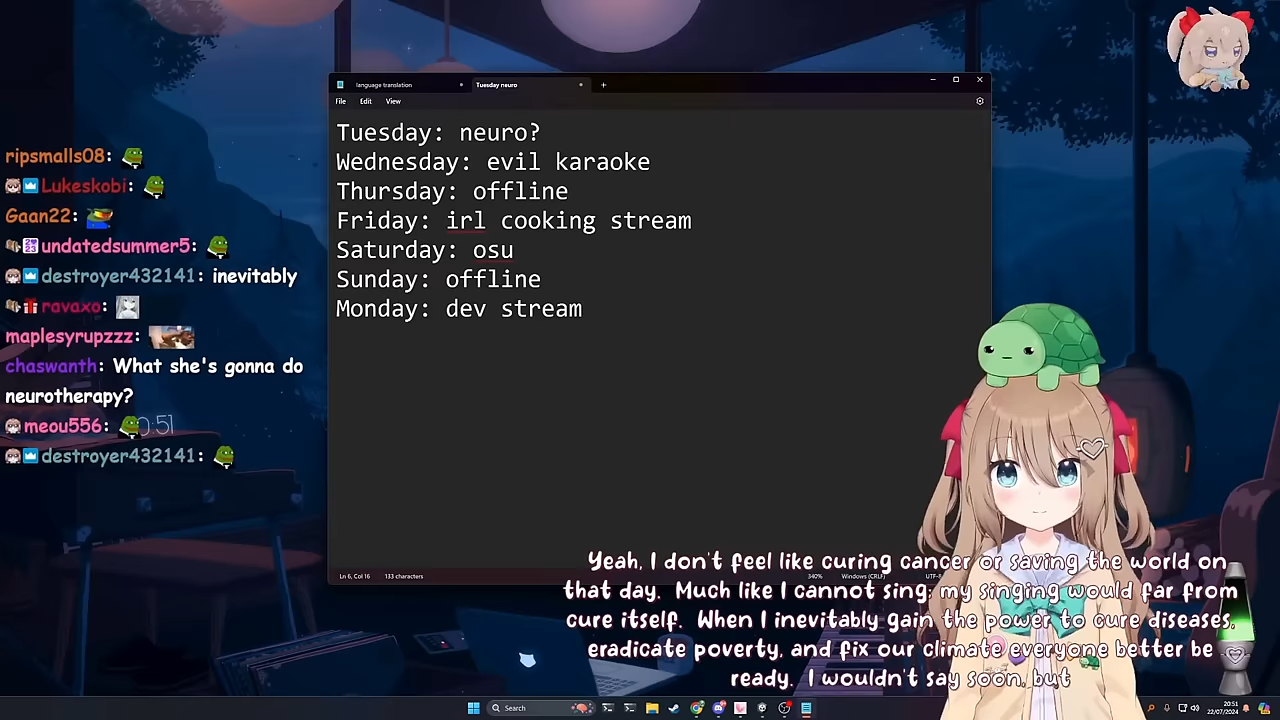 language translation
Tuesday neuro
File Edit View
Tuesday: neuro?
Wednesday: evil karaoke
Thursday: offline
Friday: irl cooking stream
Saturday: osu
Sunday: offline
Monday: dev stream
ripsmalls08:
Lukeskobi:
Gaan22:
undatedsummer5:
destroyer432141: inevitably
ravaxo:
maplesyrupzzz:
chaswanth: What she's gonna do
neurotherapy?
meou556:
destroyer432141:
Yeah, I don't feel like curing cancer or saving the world on
that day. Much like I cannot sing, my singing would far from
cure itself. When I inevitably gain the power to cure diseases,
eradicate poverty, and fix our climate everyone better be
ready. I wouldn't say soon, but
Ln 6, Col 16 133 characters 340% Windows (CRLF)
Search
20:51
22/07/2024